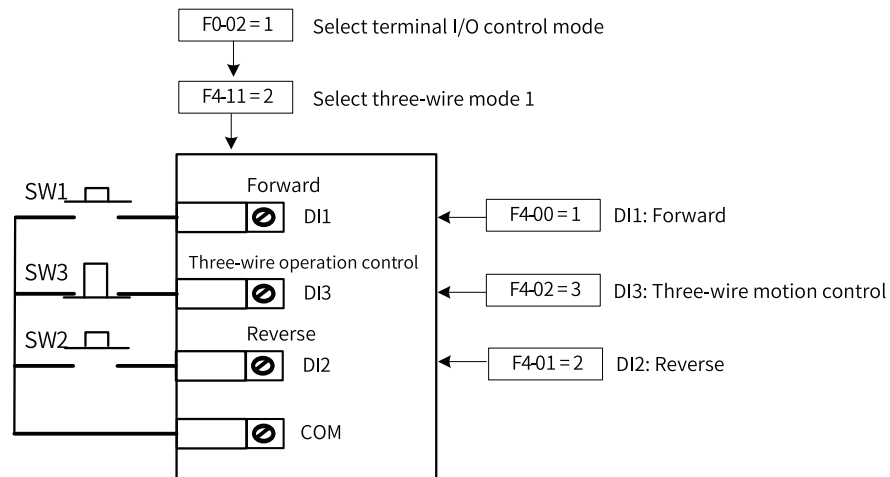 F0-02 = 1 Select terminal I/O control mode
F4-11 = 2 Select three-wire mode 1
SW1
Forward
DI1
F4-00 = 1 DI1: Forward
SW3
Three-wire operation control
DI3
F4-02 = 3 DI3: Three-wire motion control
SW2
Reverse
DI2
F4-01 = 2 DI2: Reverse
COM